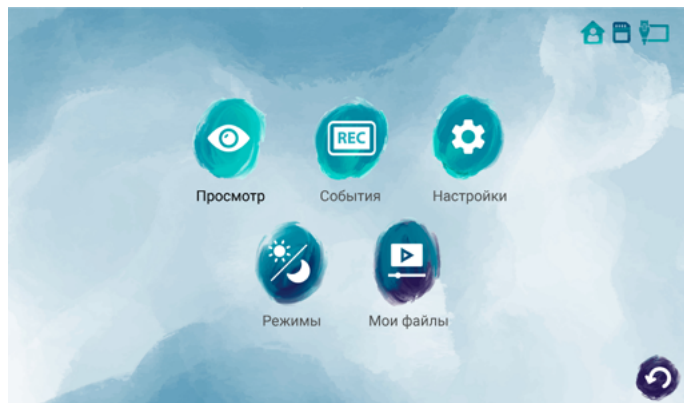 REC
Просмотр
События
Настройки
Режимы
Мои файлы